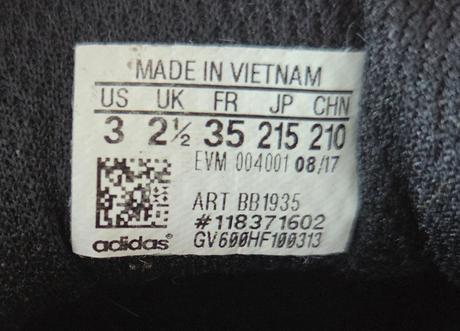 MADE IN VIETNAM
US UK FR JP CHN
3 2½ 35 215 210
EVM 004001 08/17
ART BB1935
#118371602
adidas GV600HF100313